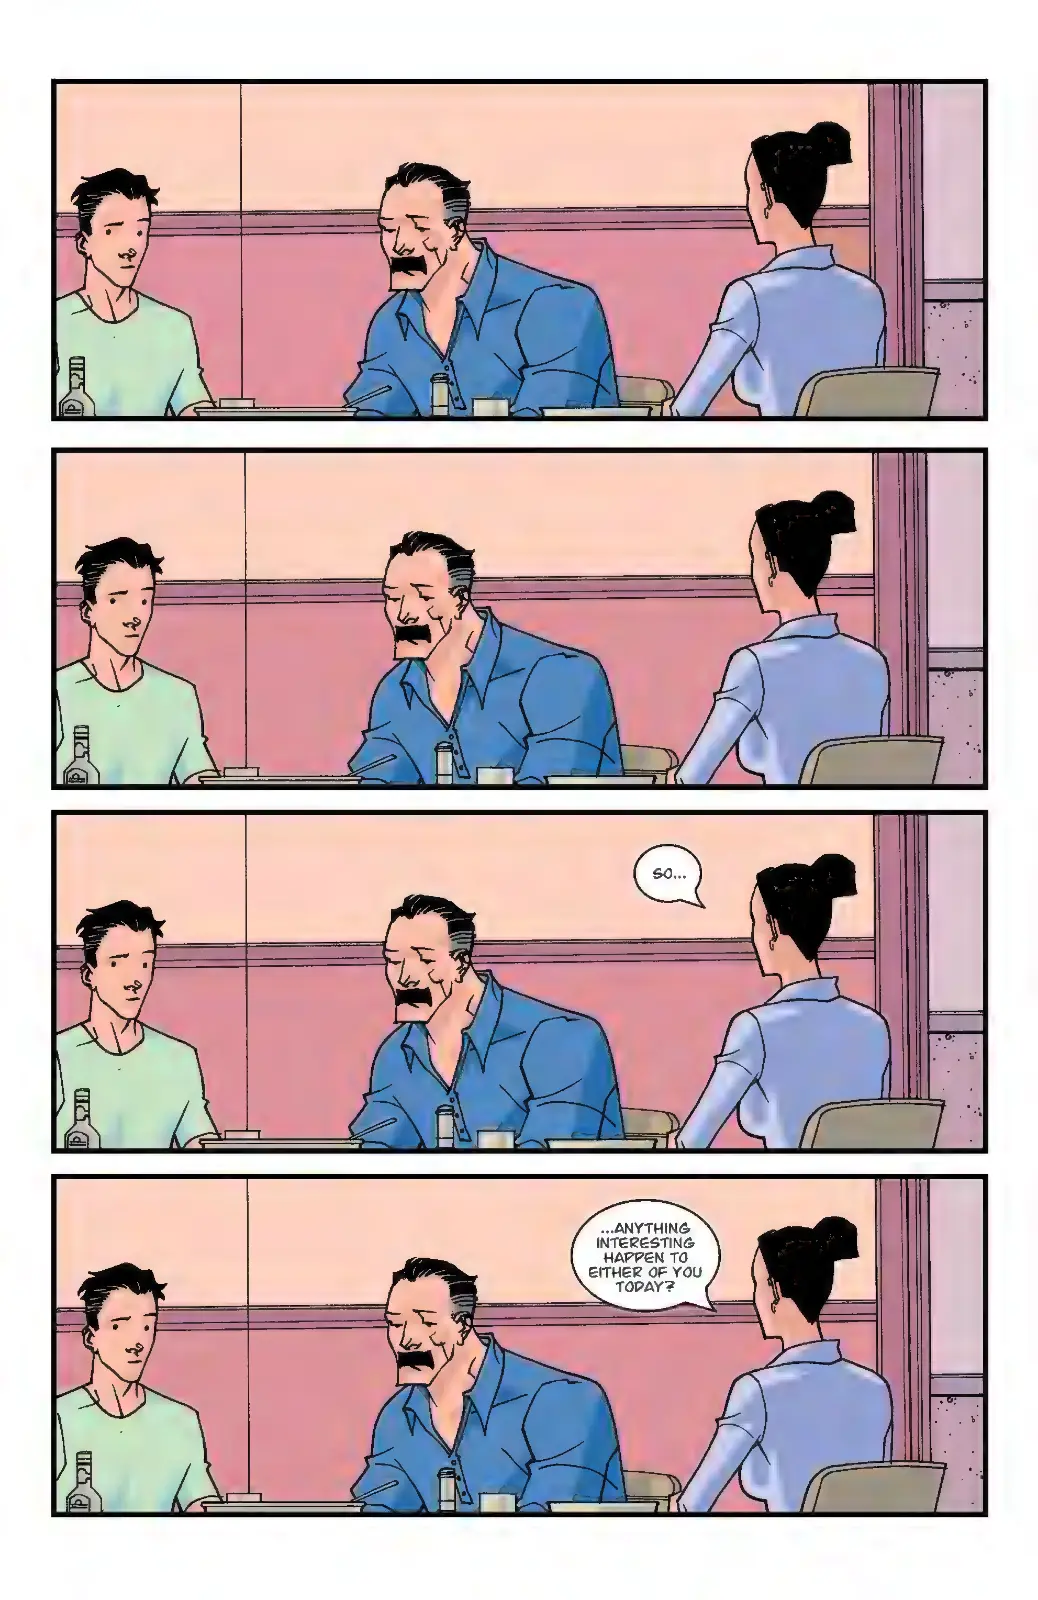 SO...
...ANYTHING
INTERESTING
HAPPEN TO
EITHER OF YOU
TODAY?